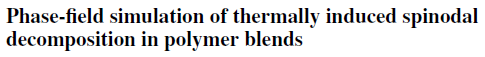 Phase-field simulation of thermally induced spinodal
decomposition in polymer blends